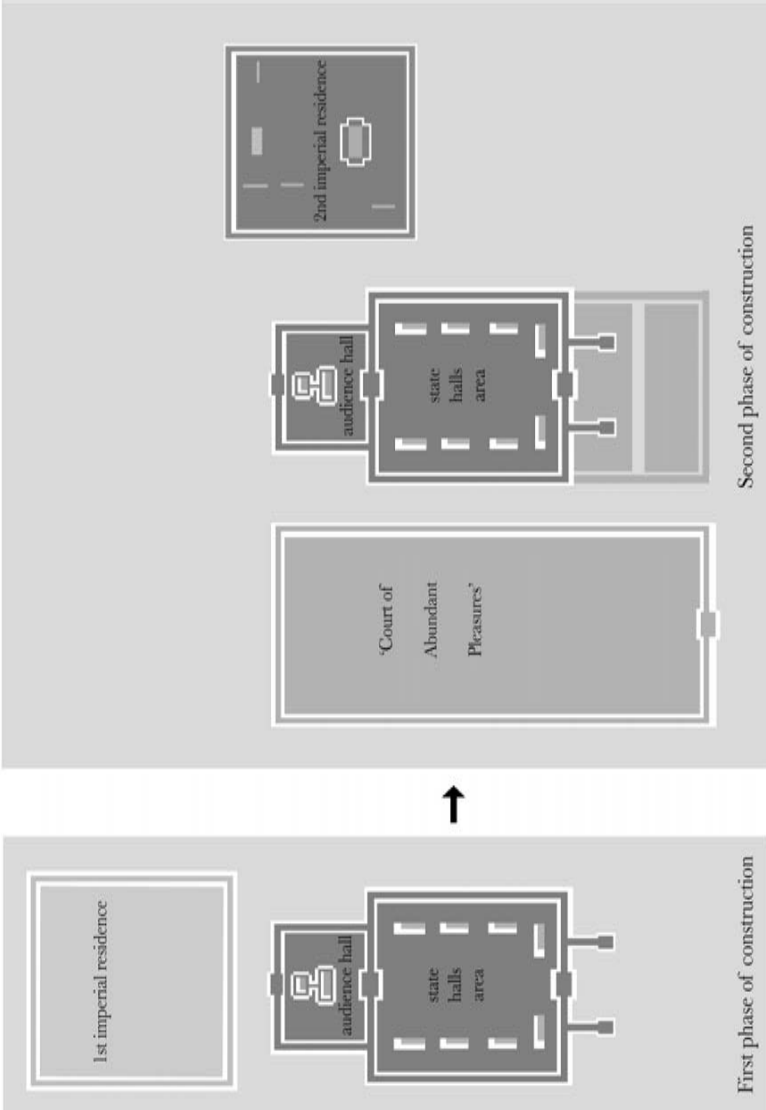 1st imperial residence
audience hall
state
halls
area
First phase of construction
'Court of
Abundant
Pleasures'
audience hall
state
halls
area
2nd imperial residence
Second phase of construction